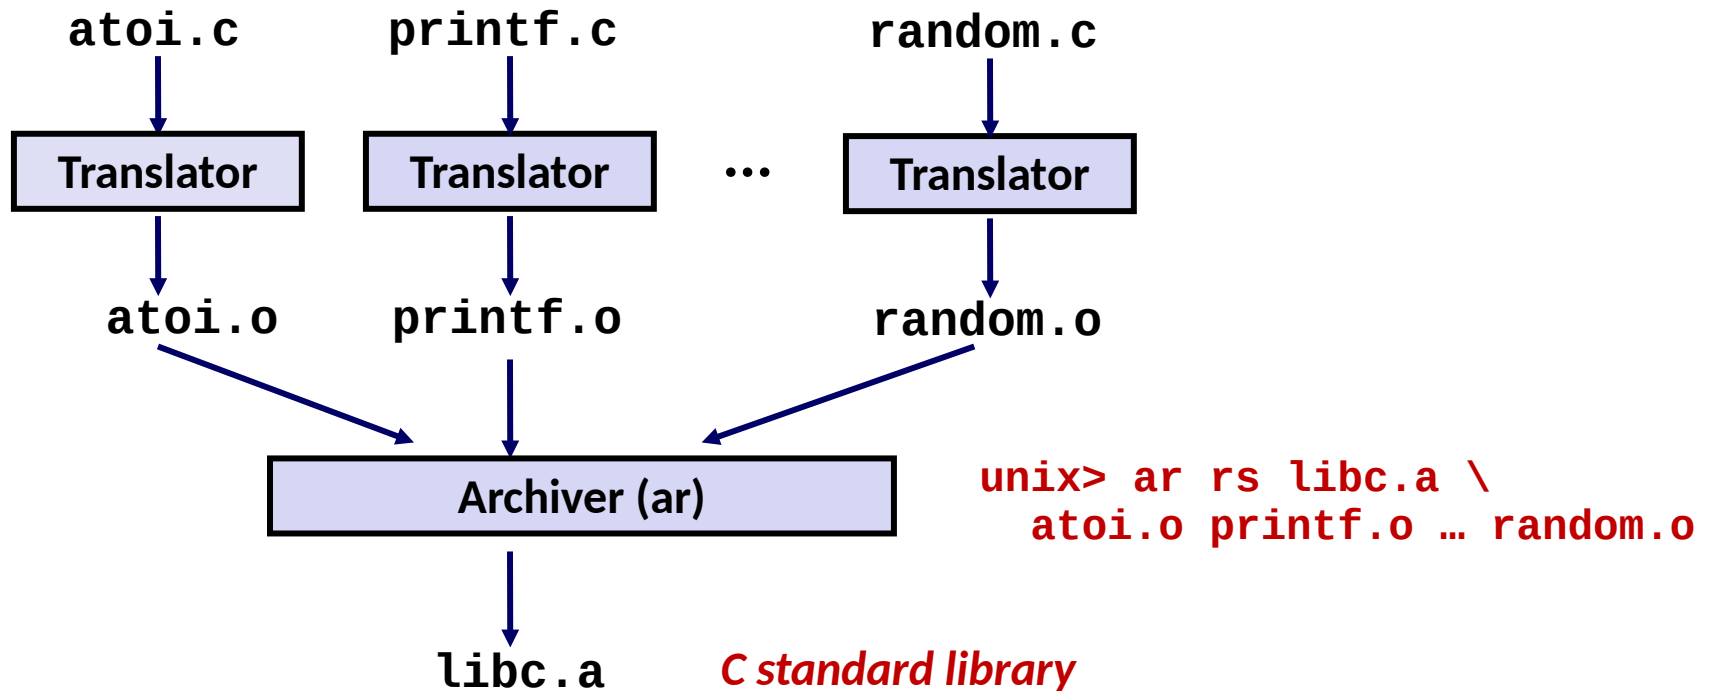 atoi.c printf.c random.c
Translator Translator ... Translator
atoi.o printf.o random.o
Archiver (ar)
unix> ar rs libc.a \
atoi.o printf.o … random.o
libc.a C standard library